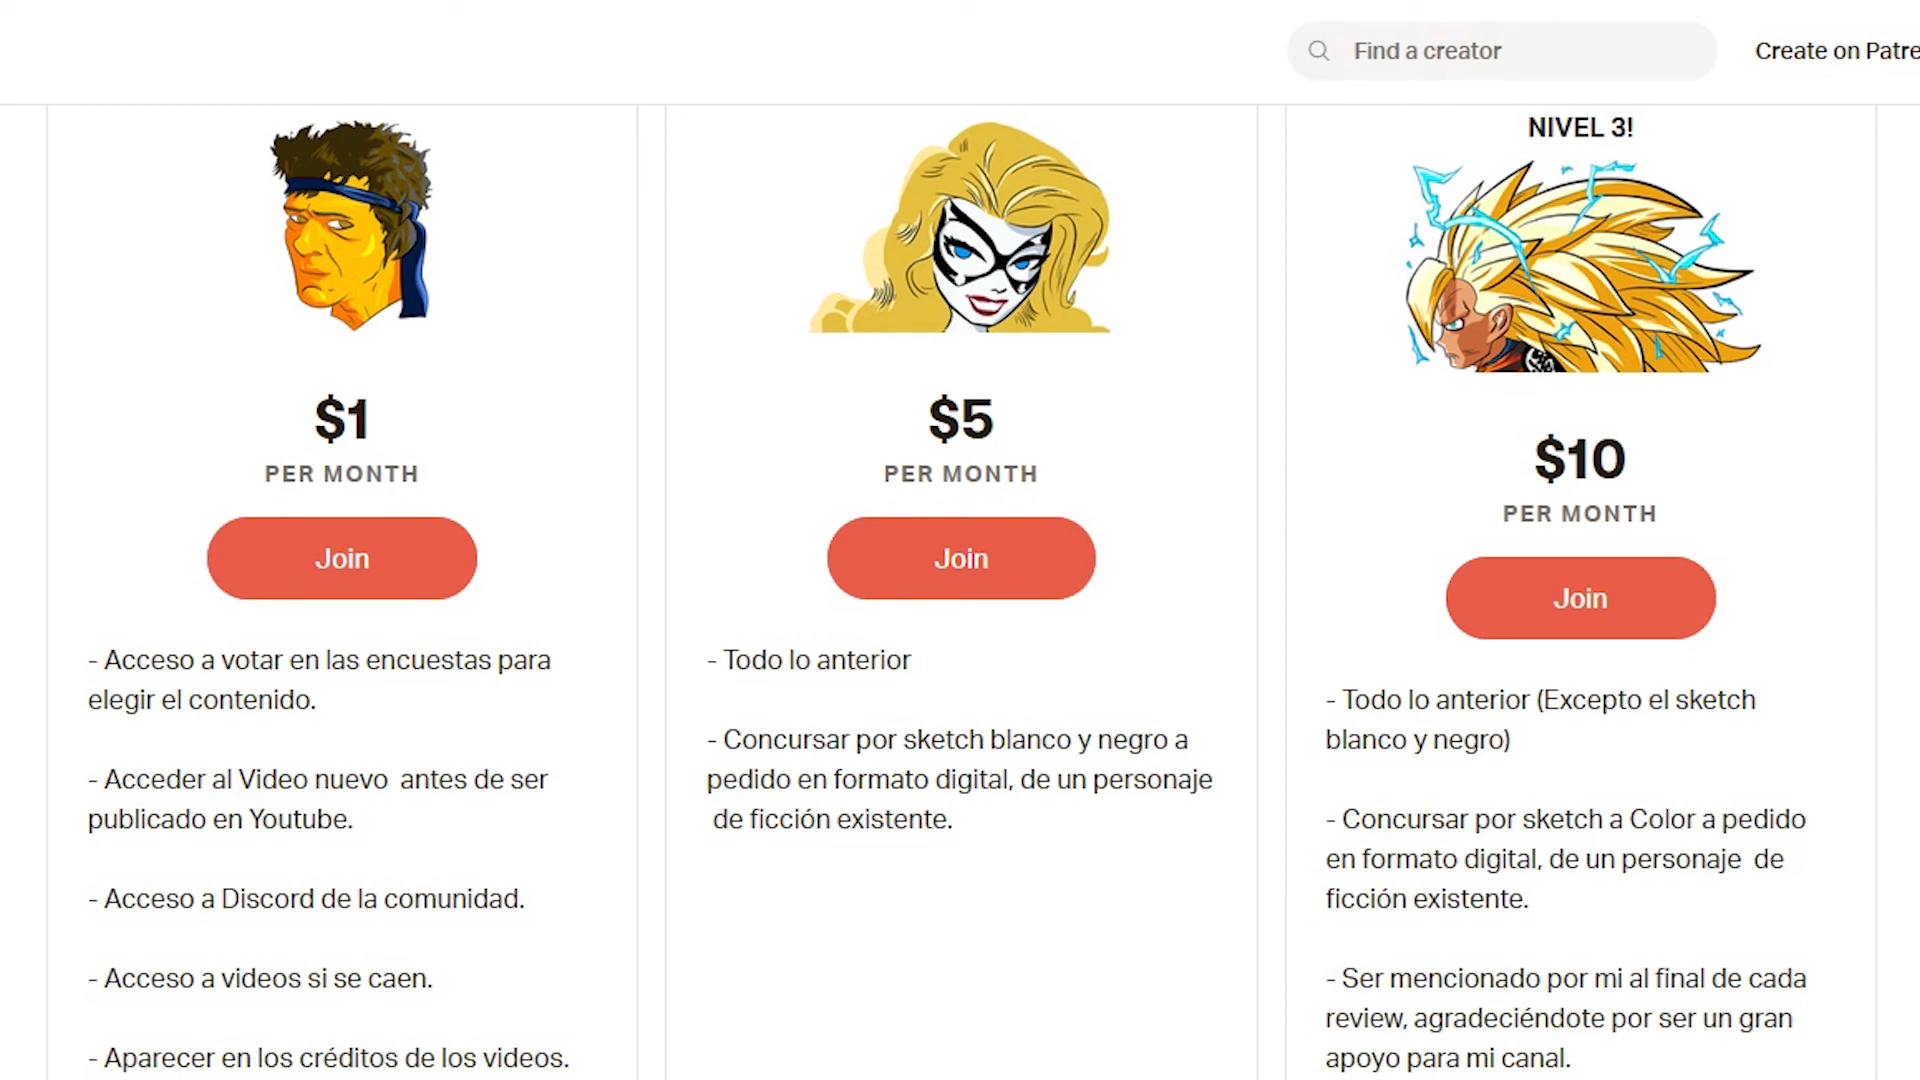 Find a creator
Create on Patre
$1
PER MONTH
Join
- Acceso a votar en las encuestas para
elegir el contenido.
- Acceder al Video nuevo  antes de ser
publicado en Youtube.
- Acceso a Discord de la comunidad.
- Acceso a videos si se caen.
- Aparecer en los créditos de los videos.
$5
PER MONTH
Join
- Todo lo anterior
- Concursar por sketch blanco y negro a
pedido en formato digital, de un personaje
de ficción existente.
NIVEL 3!
$10
PER MONTH
Join
- Todo lo anterior (Excepto el sketch
blanco y negro)
- Concursar por sketch a Color a pedido
en formato digital, de un personaje  de
ficción existente.
- Ser mencionado por mi al final de cada
review, agradeciéndote por ser un gran
apoyo para mi canal.